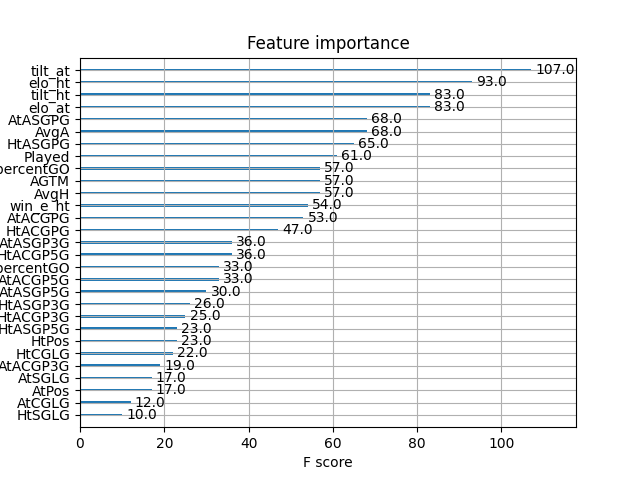 Feature importance
tilt_at 107.0
elo_ht 93.0
tilt_ht 83.0
elo_at 83.0
AtASGPG 68.0
AvgA 68.0
HtASGPG 65.0
Played 61.0
percentGO 57.0
AGTM 57.0
AvgH 57.0
win_e_ht 54.0
AtACGPG 53.0
HtACGPG 47.0
AtASGP3G 36.0
HtACGP5G 36.0
percentGO 33.0
AtACGP5G 33.0
AtASGP5G 30.0
HtASGP3G 26.0
HtACGP3G 25.0
HtASGP5G 23.0
HtPos 23.0
HtCGLG 22.0
AtACGP3G 19.0
AtSGLG 17.0
AtPos 17.0
AtCGLG 12.0
HtSGLG 10.0
0 20 40 60 80 100
F score